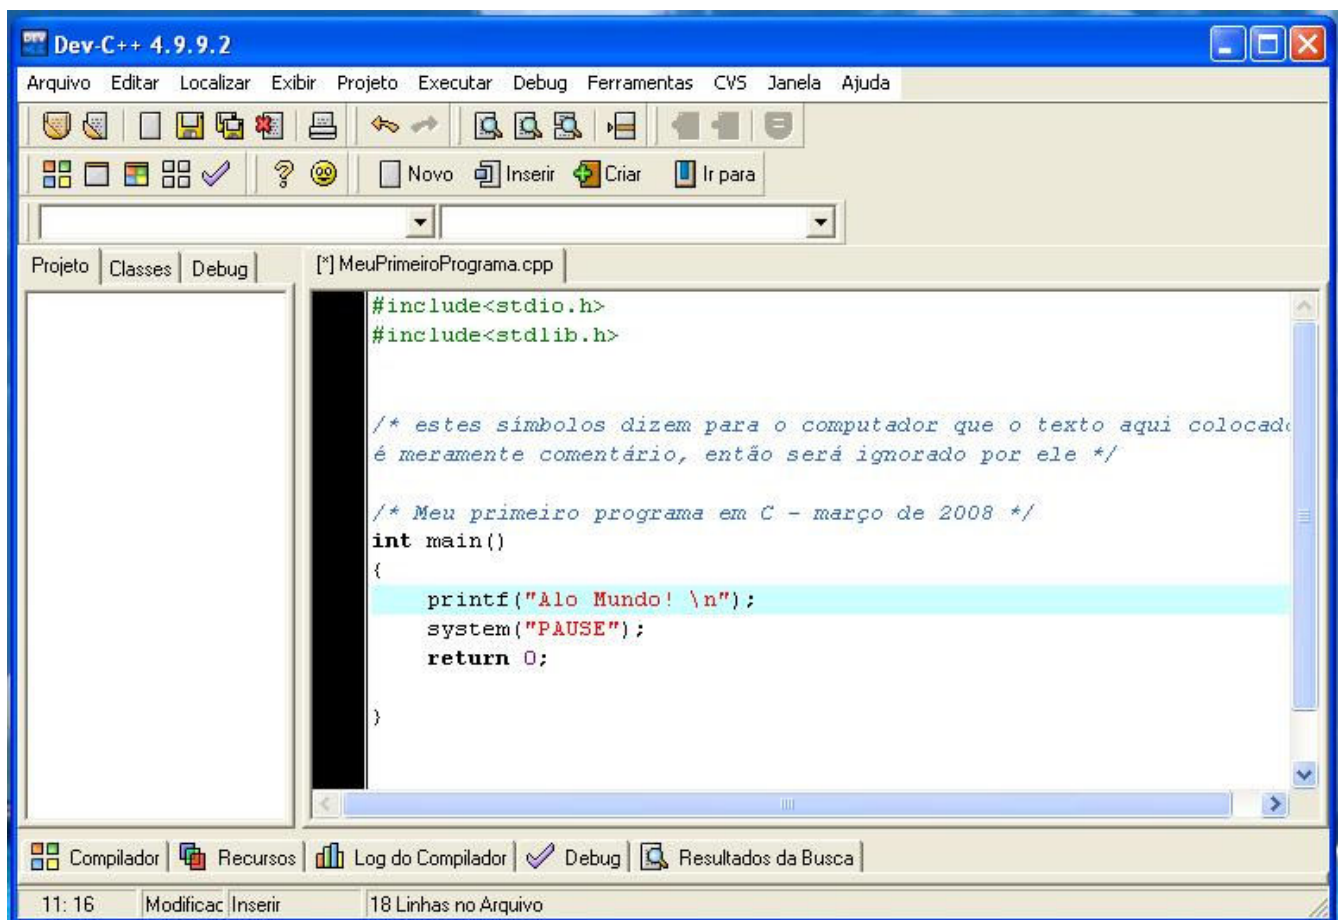 Dev-C++ 4.9.9.2
Arquivo Editar Localizar Exibir Projeto Executar Debug Ferramentas CVS Janela Ajuda
Novo Inserir Criar Ir para
Projeto Classes Debug [*] MeuPrimeiroPrograma.cpp
#include<stdio.h>
#include<stdlib.h>
/* estes símbolos dizem para o computador que o texto aqui colocado
é meramente comentário, então será ignorado por ele */
/* Meu primeiro programa em C - março de 2008 */
int main()
{
printf("Alo Mundo! \n");
system("PAUSE");
return 0;
}
Compilador Recursos Log do Compilador Debug Resultados da Busca
11: 16 Modificac Inserir 18 Linhas no Arquivo